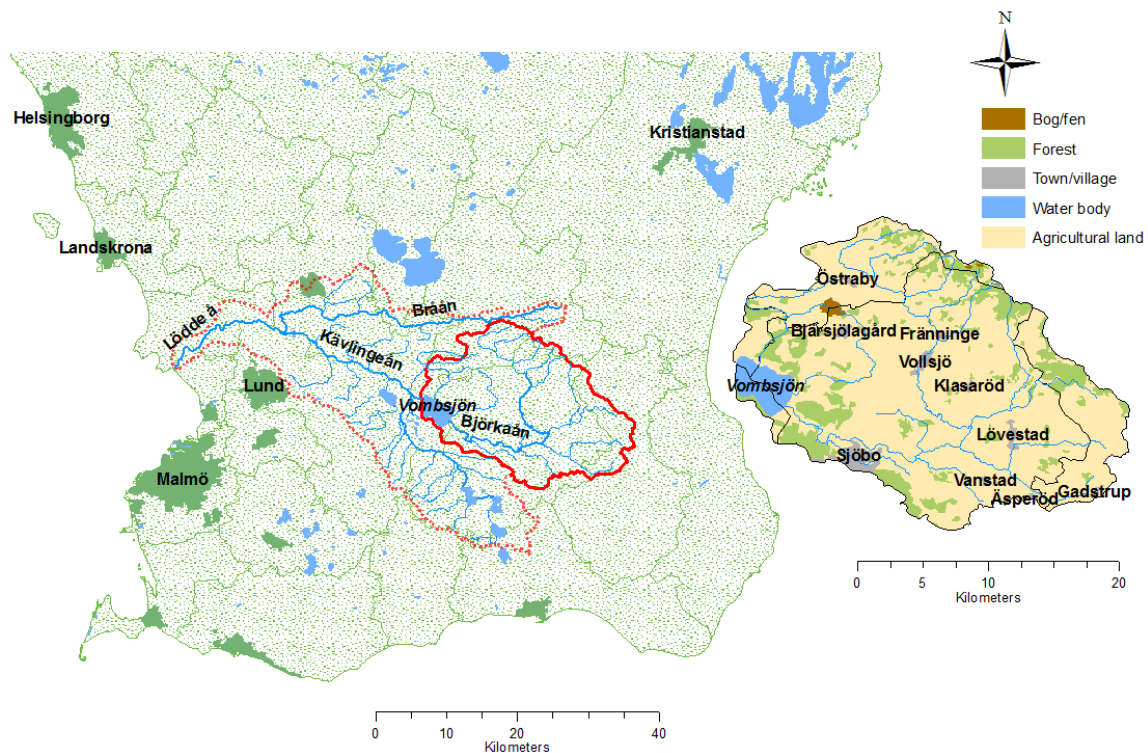 N
Helsingborg
Kristianstad
Landskrona
Lödde å
Bråån
Kävlingeån
Lund
Vombsjön
Björkaån
Malmö
0 10 20 40
Kilometers
Bog/fen
Forest
Town/village
Water body
Agricultural land
Östraby
Bjärsjölagård
Fränninge
Vollsjö
Vombsjön
Klasaröd
Lövestad
Sjöbo
Vanstad
Äsperöd
Gadstrup
0 5 10 20
Kilometers